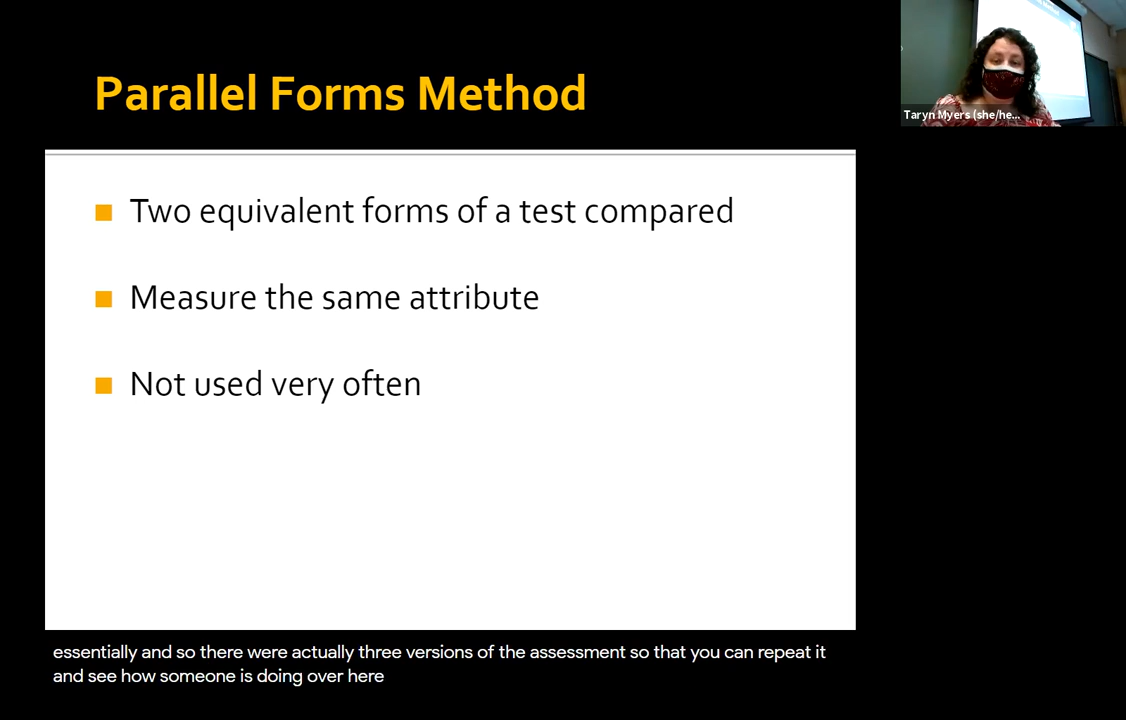 Parallel Forms Method
Taryn Myers (she/he...
Two equivalent forms of a test compared
Measure the same attribute
Not used very often
essentially and so there were actually three versions of the assessment so that you can repeat it
and see how someone is doing over here